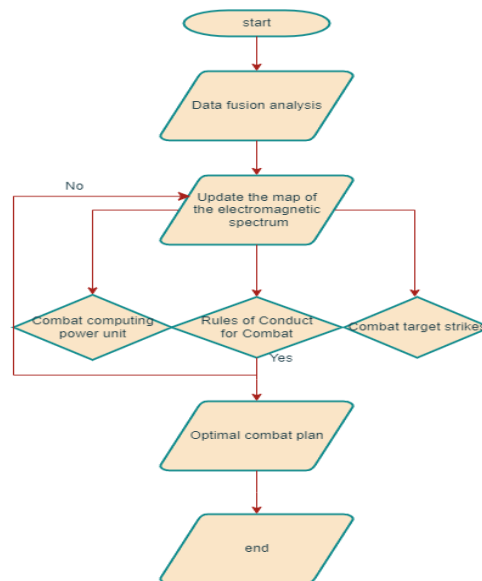 start
Data fusion analysis
No
Update the map of
the electromagnetic
spectrum
Combat computing
power unit
Rules of Conduct
for Combat
Combat target strikes
Yes
Optimal combat plan
end